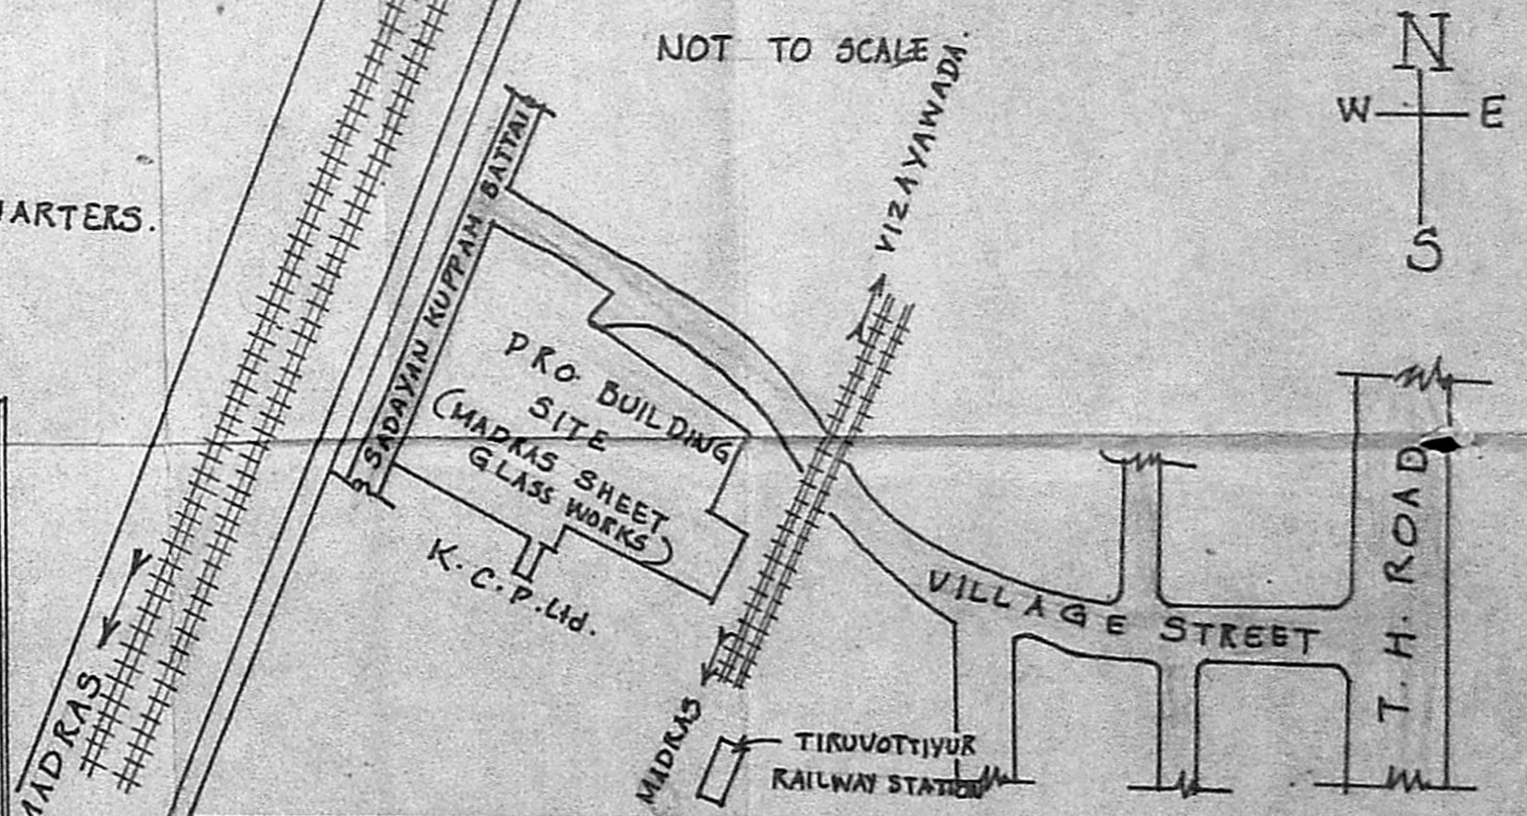 NOT TO SCALE.
N
W E
S
VIZAYAWADA.
SADAYAN KUPPAM BATTAI
PRO. BUILDING
SITE
(MADRAS SHEET
GLASS WORKS)
K.C.P. Ltd.
VILLAGE STREET
T. H. ROAD
MADRAS
MADRAS
TIRUVOTTIYUR
RAILWAY STATION